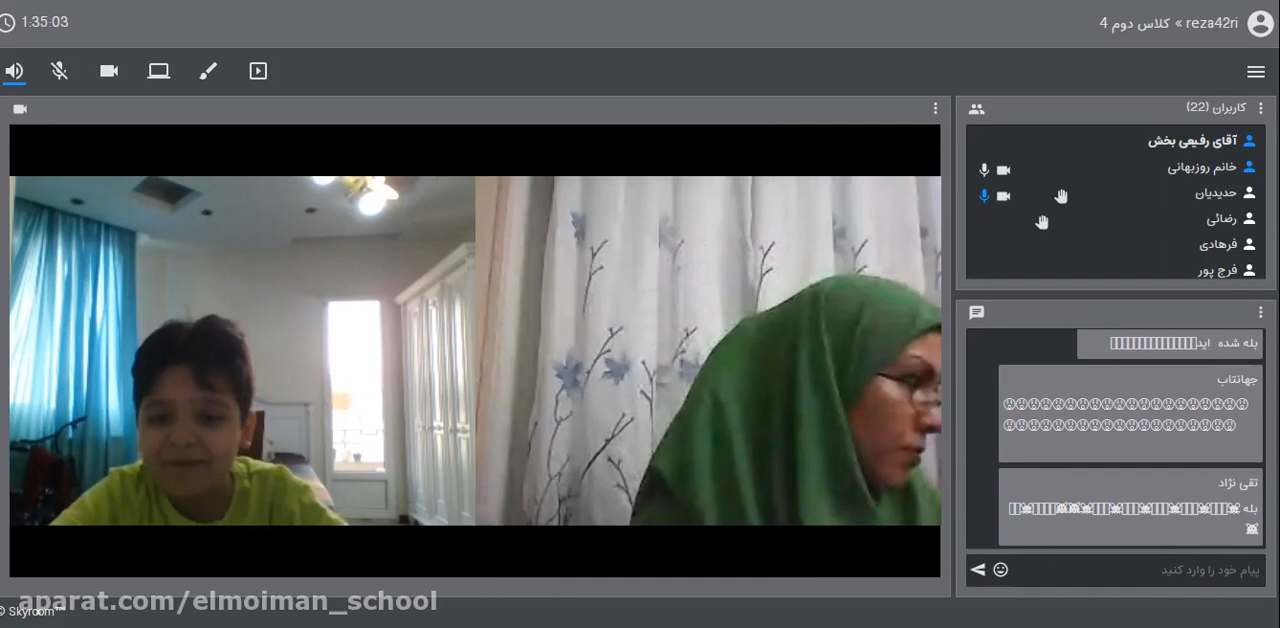 1:35:03
reza42ri » کلاس دوم 4
کاربران (22)
آقای رفیعی بخش
خانم روزبهانی
حدیدیان
رضائی
فرهادی
فرج پور
بله شده اید
جهانتاب
تقی نژاد
بله
پیام خود را وارد کنید
aparat.com/elmoiman_school
© Skyroom™